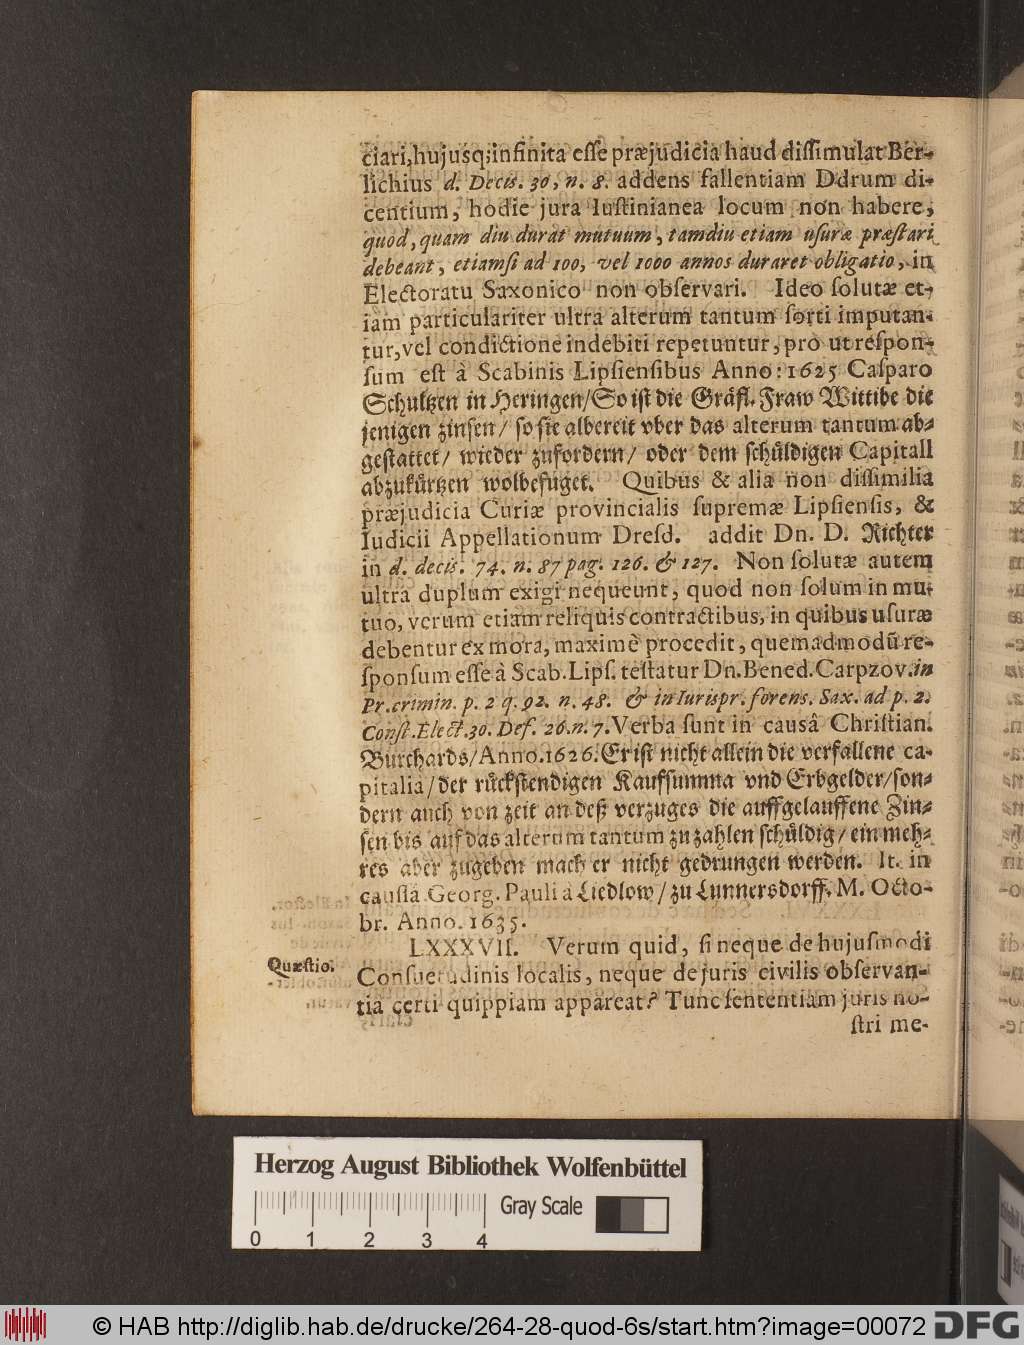 ciari, hujusq; infinita esse præjudicia haud dissimulat Ber-
lichius d. Decis. 30, n. 8. addens fallentiam Ddrum di-
centium, hodie jura Iustinianea locum non habere,
quod, quam diu durat mutuum, tamdiu etiam usuræ præstari
debeant, etiamsi ad 100, vel 1000 annos duraret obligatio, in
Electoratu Saxonico non observari. Ideo solutæ et-
iam particulariter ultra alterum tantum sorti imputan-
tur, vel condictione indebiti repetuntur, pro ut respon-
sum est à Scabinis Lipsiensibus Anno: 1625 Casparo
Schultzen in Heringen/ So ist die Gräfl. Fraw Wittibe die
jenigen zinsen/ so sie albereit vber das alterum tantum ab-
gestattet/ wieder zufordern/ oder dem schüldigen Capitall
abzukürtzen wolbefuget. Quibus & alia non dissimilia
præjudicia Curiæ provincialis supremæ Lipsiensis, &
Iudicii Appellationum Dresd. addit Dn. D. Richter
in d. decis. 74. n. 87 pag. 126. & 127. Non solutæ autem
ultra duplum exigi nequeunt, quod non solum in mu-
tuo, verum etiam reliquis contractibus, in quibus usuræ
debentur ex mora, maximè procedit, quemadmodū re-
sponsum esse à Scab. Lips. testatur Dn. Bened. Carpzov. in
Pr. crimin. p. 2 q. 92. n. 48. & in Iurispr. forens. Sax. ad p. 2.
Const. Elect. 30. Def. 26. n. 7. Verba sunt in causâ Christian.
Burchards/ Anno. 1626. Er ist nicht allein die verfallene ca-
pitalia/ der rückstendigen Kauffsumma vnd Erbgelder/ son-
dern auch von zeit an deß verzuges die auffgelauffene Zin-
sen bis auf das alterum tantum zu zahlen schüldig/ ein meh-
res aber zugeben mach er nicht gedrungen werden. It. in
caussâ Georg. Pauli à Liedlow/ zu Lunnersdorff. M. Octo-
br. Anno. 1635.
LXXXVII. Verum quid, si neque de hujusmodi
Quæstio.
Consuetudinis localis, neque de juris civilis observan-
tia certi quippiam appareat? Tunc sententiam juris no-
stri me-
Herzog August Bibliothek Wolfenbüttel
Gray Scale
0 1 2 3 4
© HAB http://diglib.hab.de/drucke/264-28-quod-6s/start.htm?image=00072
DFG